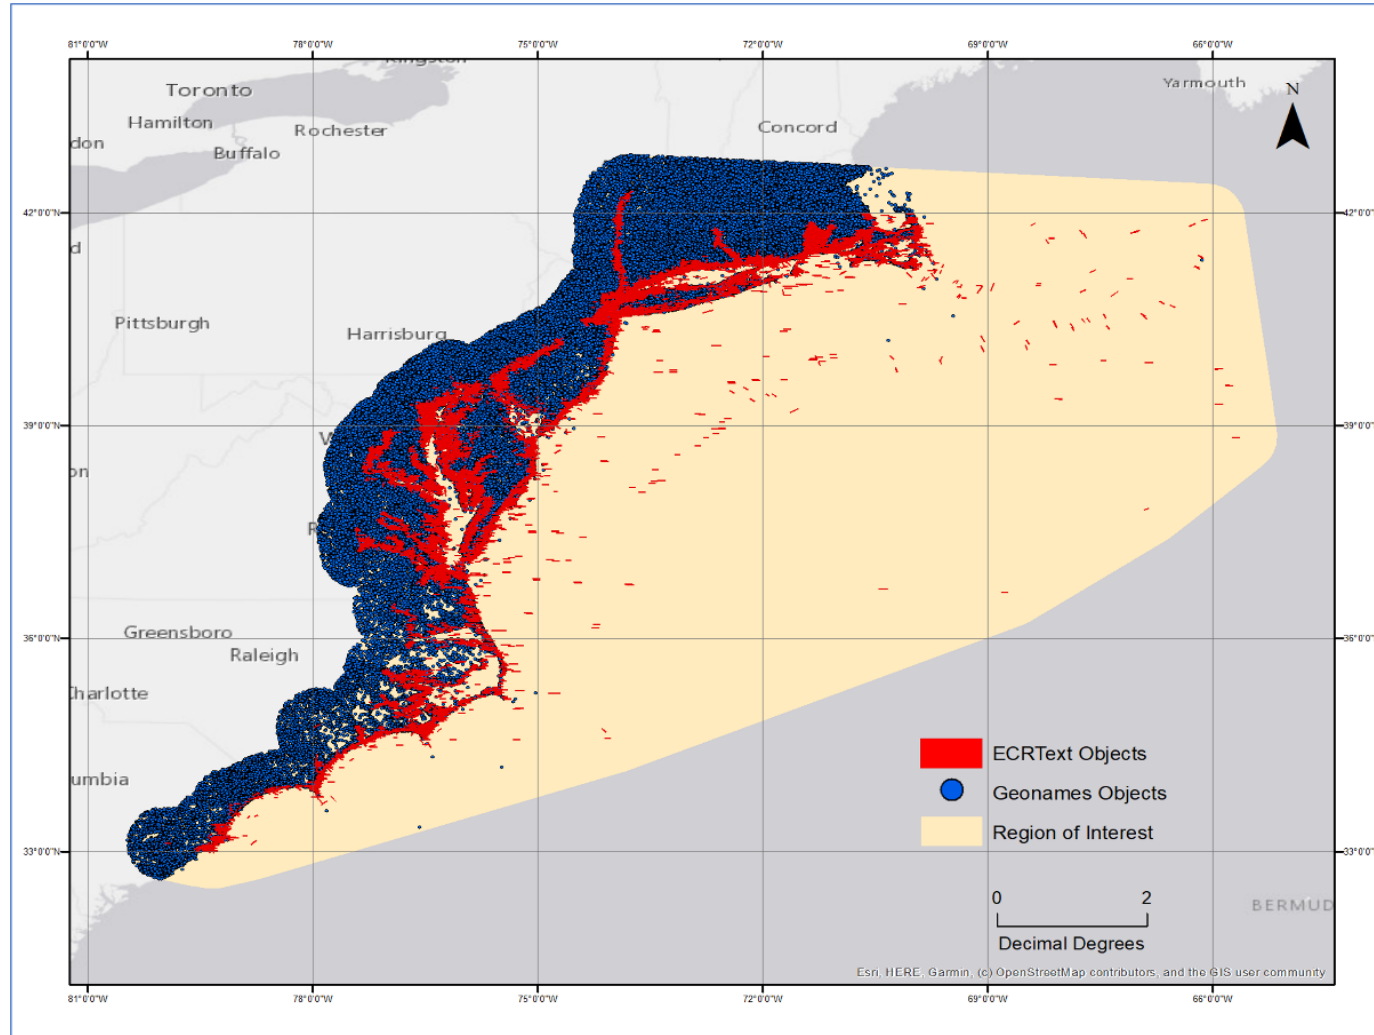 81°0'0"W 78°0'0"W 75°0'0"W 72°0'0"W 69°0'0"W 66°0'0"W
Kingston
Toronto
Yarmouth
N
Hamilton
Concord
Rochester
don
Buffalo
42°0'0"N 42°0'0"N
d
Pittsburgh
Harrisburg
39°0'0"N 39°0'0"N
on
36°0'0"N 36°0'0"N
Greensboro
Raleigh
Charlotte
ECRText Objects
umbia
Geonames Objects
Region of Interest
33°0'0"N 33°0'0"N
0 2
BERMUD
Decimal Degrees
Esri, HERE, Garmin, (c) OpenStreetMap contributors, and the GIS user community
81°0'0"W 78°0'0"W 75°0'0"W 72°0'0"W 69°0'0"W 66°0'0"W